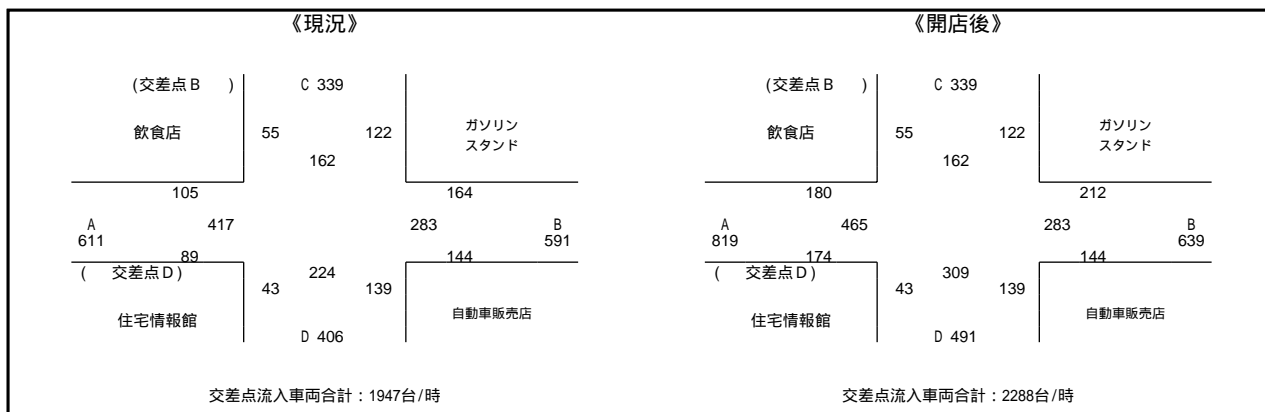 《現況》
(交差点B )
C 339
飲食店
55
122
ガソリン
スタンド
162
105
164
A
417
283
B
611
591
89
144
( 交差点D)
224
43
139
住宅情報館
自動車販売店
D 406
交差点流入車両合計：1947台/時
《開店後》
(交差点B )
C 339
飲食店
55
122
ガソリン
スタンド
162
180
212
A
465
283
B
819
639
174
144
( 交差点D)
309
43
139
住宅情報館
自動車販売店
D 491
交差点流入車両合計：2288台/時